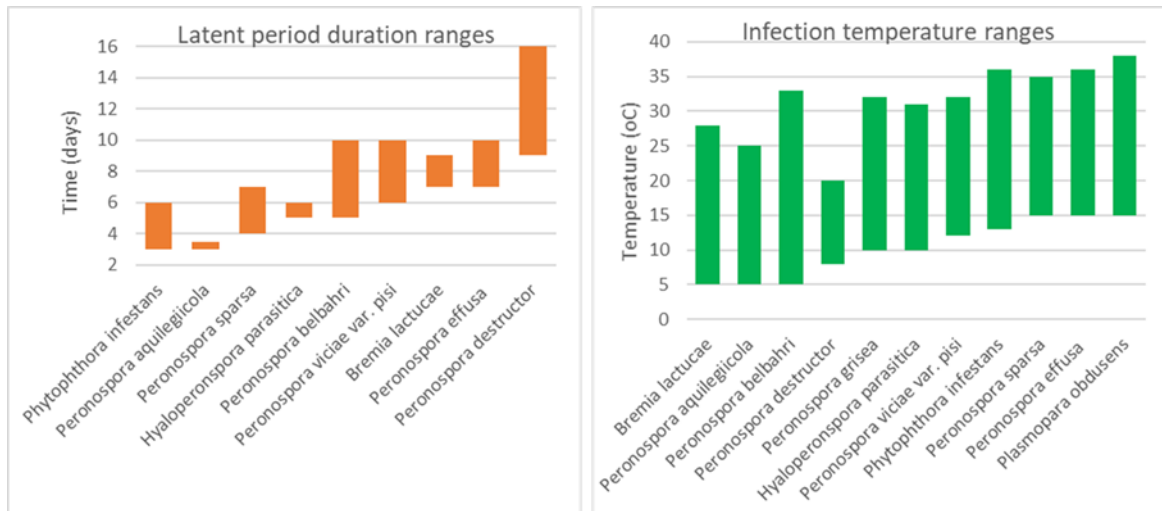 Latent period duration ranges
Time (days)
16
14
12
10
8
6
4
2
Phytophthora infestans
Peronospora aquilegiicola
Peronospora sparsa
Hyaloperonspora parasitica
Peronospora belbahri
Peronospora viciae var. pisi
Bremia lactucae
Peronospora effusa
Peronospora destructor
Infection temperature ranges
Temperature (oC)
40
35
30
25
20
15
10
5
0
Bremia lactucae
Peronospora aquilegiicola
Peronospora belbahri
Peronospora destructor
Peronospora grisea
Hyaloperonspora parasitica
Peronospora viciae var. pisi
Phytophthora infestans
Peronospora sparsa
Peronospora effusa
Plasmopara obdusens